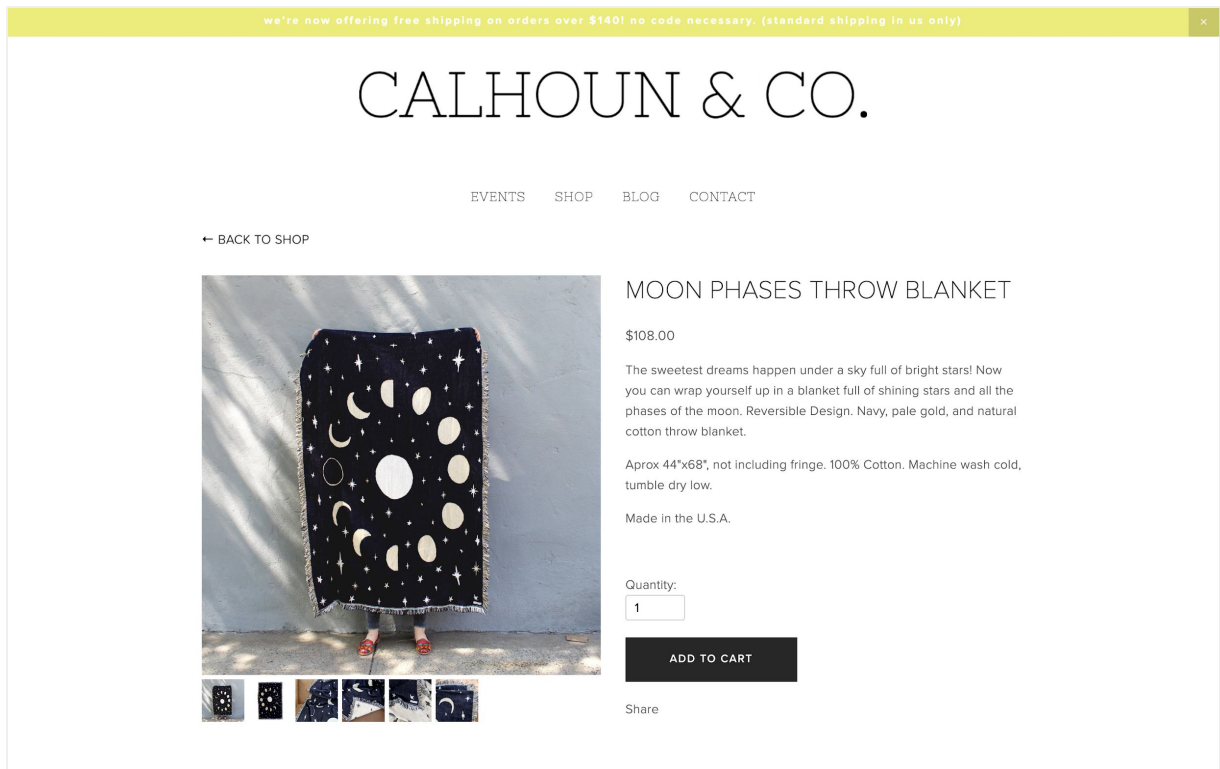 we're now offering free shipping on orders over $140! no code necessary. (standard shipping in us only)
×
CALHOUN & CO.
EVENTS SHOP BLOG CONTACT
← BACK TO SHOP
MOON PHASES THROW BLANKET
$108.00
The sweetest dreams happen under a sky full of bright stars! Now
you can wrap yourself up in a blanket full of shining stars and all the
phases of the moon. Reversible Design. Navy, pale gold, and natural
cotton throw blanket.
Aprox 44"x68", not including fringe. 100% Cotton. Machine wash cold,
tumble dry low.
Made in the U.S.A.
Quantity:
1
ADD TO CART
Share